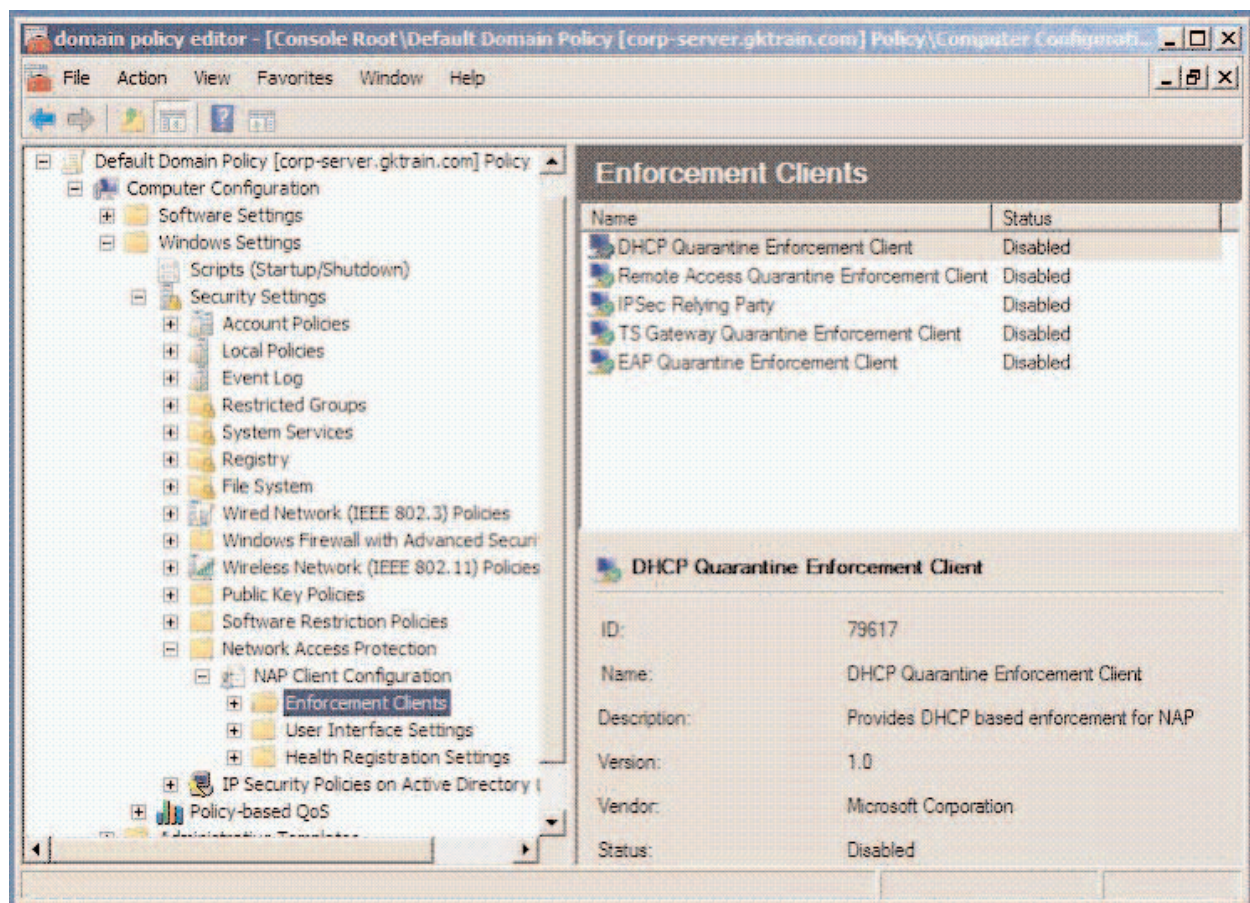 domain policy editor - [Console Root\Default Domain Policy [corp-server.gktrain.com] Policy\Computer Configurati...
File Action View Favorites Window Help
Default Domain Policy [corp-server.gktrain.com] Policy
Computer Configuration
Software Settings
Windows Settings
Scripts (Startup/Shutdown)
Security Settings
Account Policies
Local Policies
Event Log
Restricted Groups
System Services
Registry
File System
Wired Network (IEEE 802.3) Policies
Windows Firewall with Advanced Securi
Wireless Network (IEEE 802.11) Policies
Public Key Policies
Software Restriction Policies
Network Access Protection
NAP Client Configuration
Enforcement Clients
User Interface Settings
Health Registration Settings
IP Security Policies on Active Directory (
Policy-based QoS
Administrative Templates
Enforcement Clients
Name Status
DHCP Quarantine Enforcement Client Disabled
Remote Access Quarantine Enforcement Client Disabled
IPSec Relying Party Disabled
TS Gateway Quarantine Enforcement Client Disabled
EAP Quarantine Enforcement Client Disabled
DHCP Quarantine Enforcement Client
ID: 79617
Name: DHCP Quarantine Enforcement Client
Description: Provides DHCP based enforcement for NAP
Version: 1.0
Vendor: Microsoft Corporation
Status: Disabled